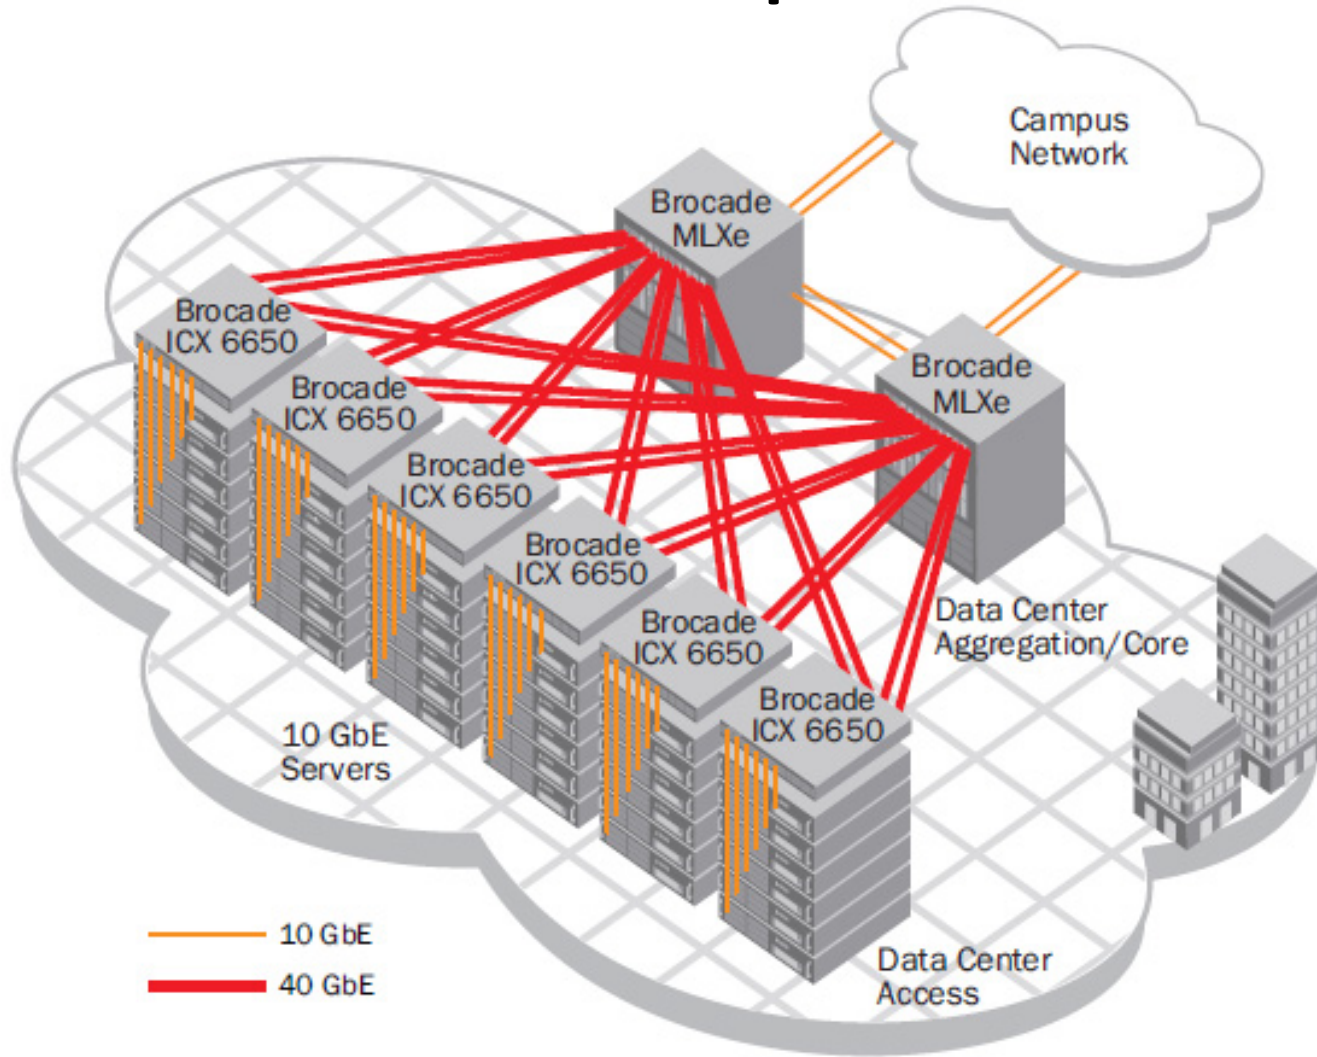 Campus
Network
Brocade
MLXe
Brocade
MLXe
Brocade
ICX 6650
Brocade
ICX 6650
Brocade
ICX 6650
Brocade
ICX 6650
Brocade
ICX 6650
Brocade
ICX 6650
Data Center
Aggregation/Core
10 GbE
Servers
10 GbE
40 GbE
Data Center
Access